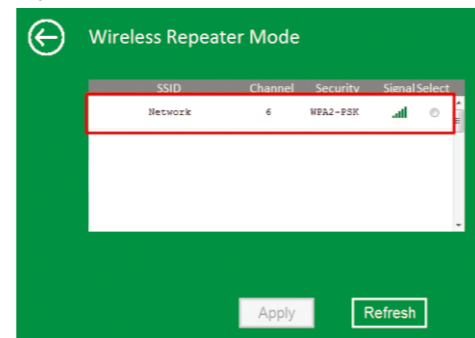 Wireless Repeater Mode
SSID Channel Security Signal Select
Network 6 WPA2-PSK
Apply Refresh